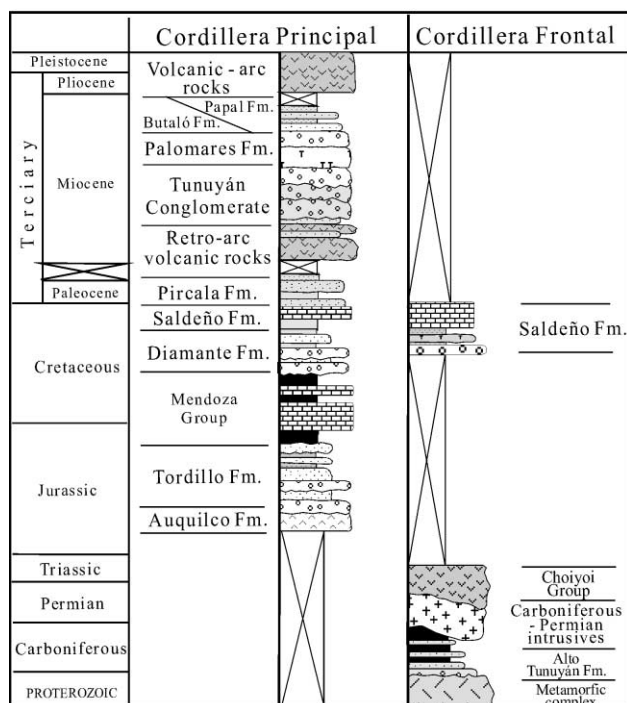 Cordillera Principal
Cordillera Frontal
Pleistocene
Pliocene
Terciary
Miocene
Paleocene
Cretaceous
Jurassic
Triassic
Permian
Carboniferous
PROTEROZOIC
Volcanic - arc
rocks
Papal Fm.
Butaló Fm.
Palomares Fm.
Tunuyán
Conglomerate
Retro-arc
volcanic rocks
Pircala Fm.
Saldeño Fm.
Diamante Fm.
Mendoza
Group
Tordillo Fm.
Auquilco Fm.
Saldeño Fm.
Choiyoi
Group
Carboniferous
- Permian
intrusives
Alto
Tunuyán Fm.
Metamorfic
complex